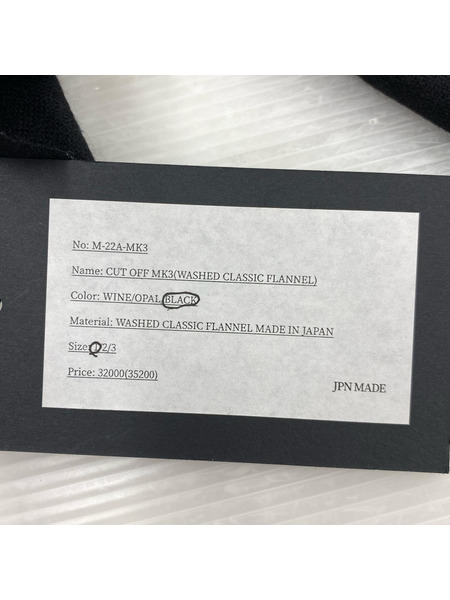 No: M-22A-MK3
Name: CUT OFF MK3(WASHED CLASSIC FLANNEL)
Color: WINE/OPAL/BLACK
Material: WASHED CLASSIC FLANNEL MADE IN JAPAN
Size: 1/2/3
Price: 32000(35200)
JPN MADE